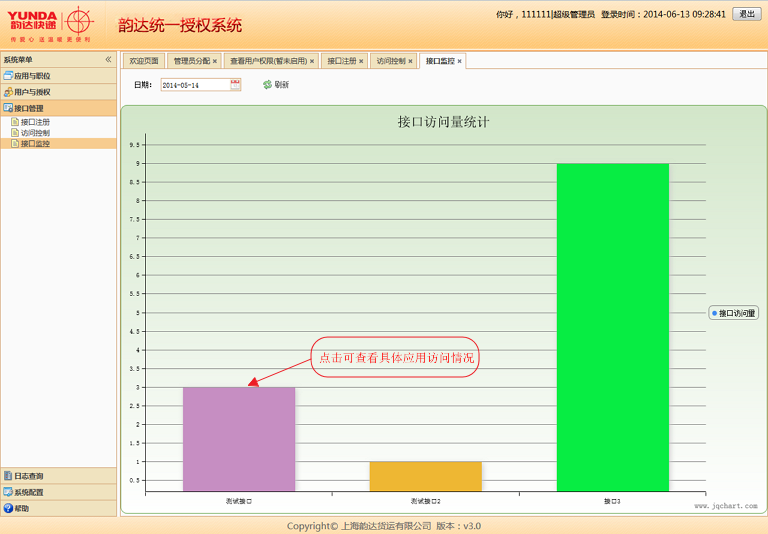 YUNDA
韵达快递
传 递 心 送 温 暖 更 便 利
韵达统一授权系统
你好，111111|超级管理员 登录时间：2014-06-13 09:28:41 退出
系统菜单
应用与职位
用户与授权
接口管理
接口注册
访问控制
接口监控
日志查询
系统配置
帮助
欢迎页面 管理员分配 × 查看用户权限(暂未启用) × 接口注册 × 访问控制 × 接口监控 ×
日期： 2014-05-14 刷新
接口访问量统计
9.5
9
8.5
8
7.5
7
6.5
6
5.5
5
4.5
4
3.5
3
2.5
2
1.5
1
0.5
点击可查看具体应用访问情况
接口访问量
测试接口 测试接口2 接口3
www.jqchart.com
Copyright© 上海韵达货运有限公司 版本：v3.0